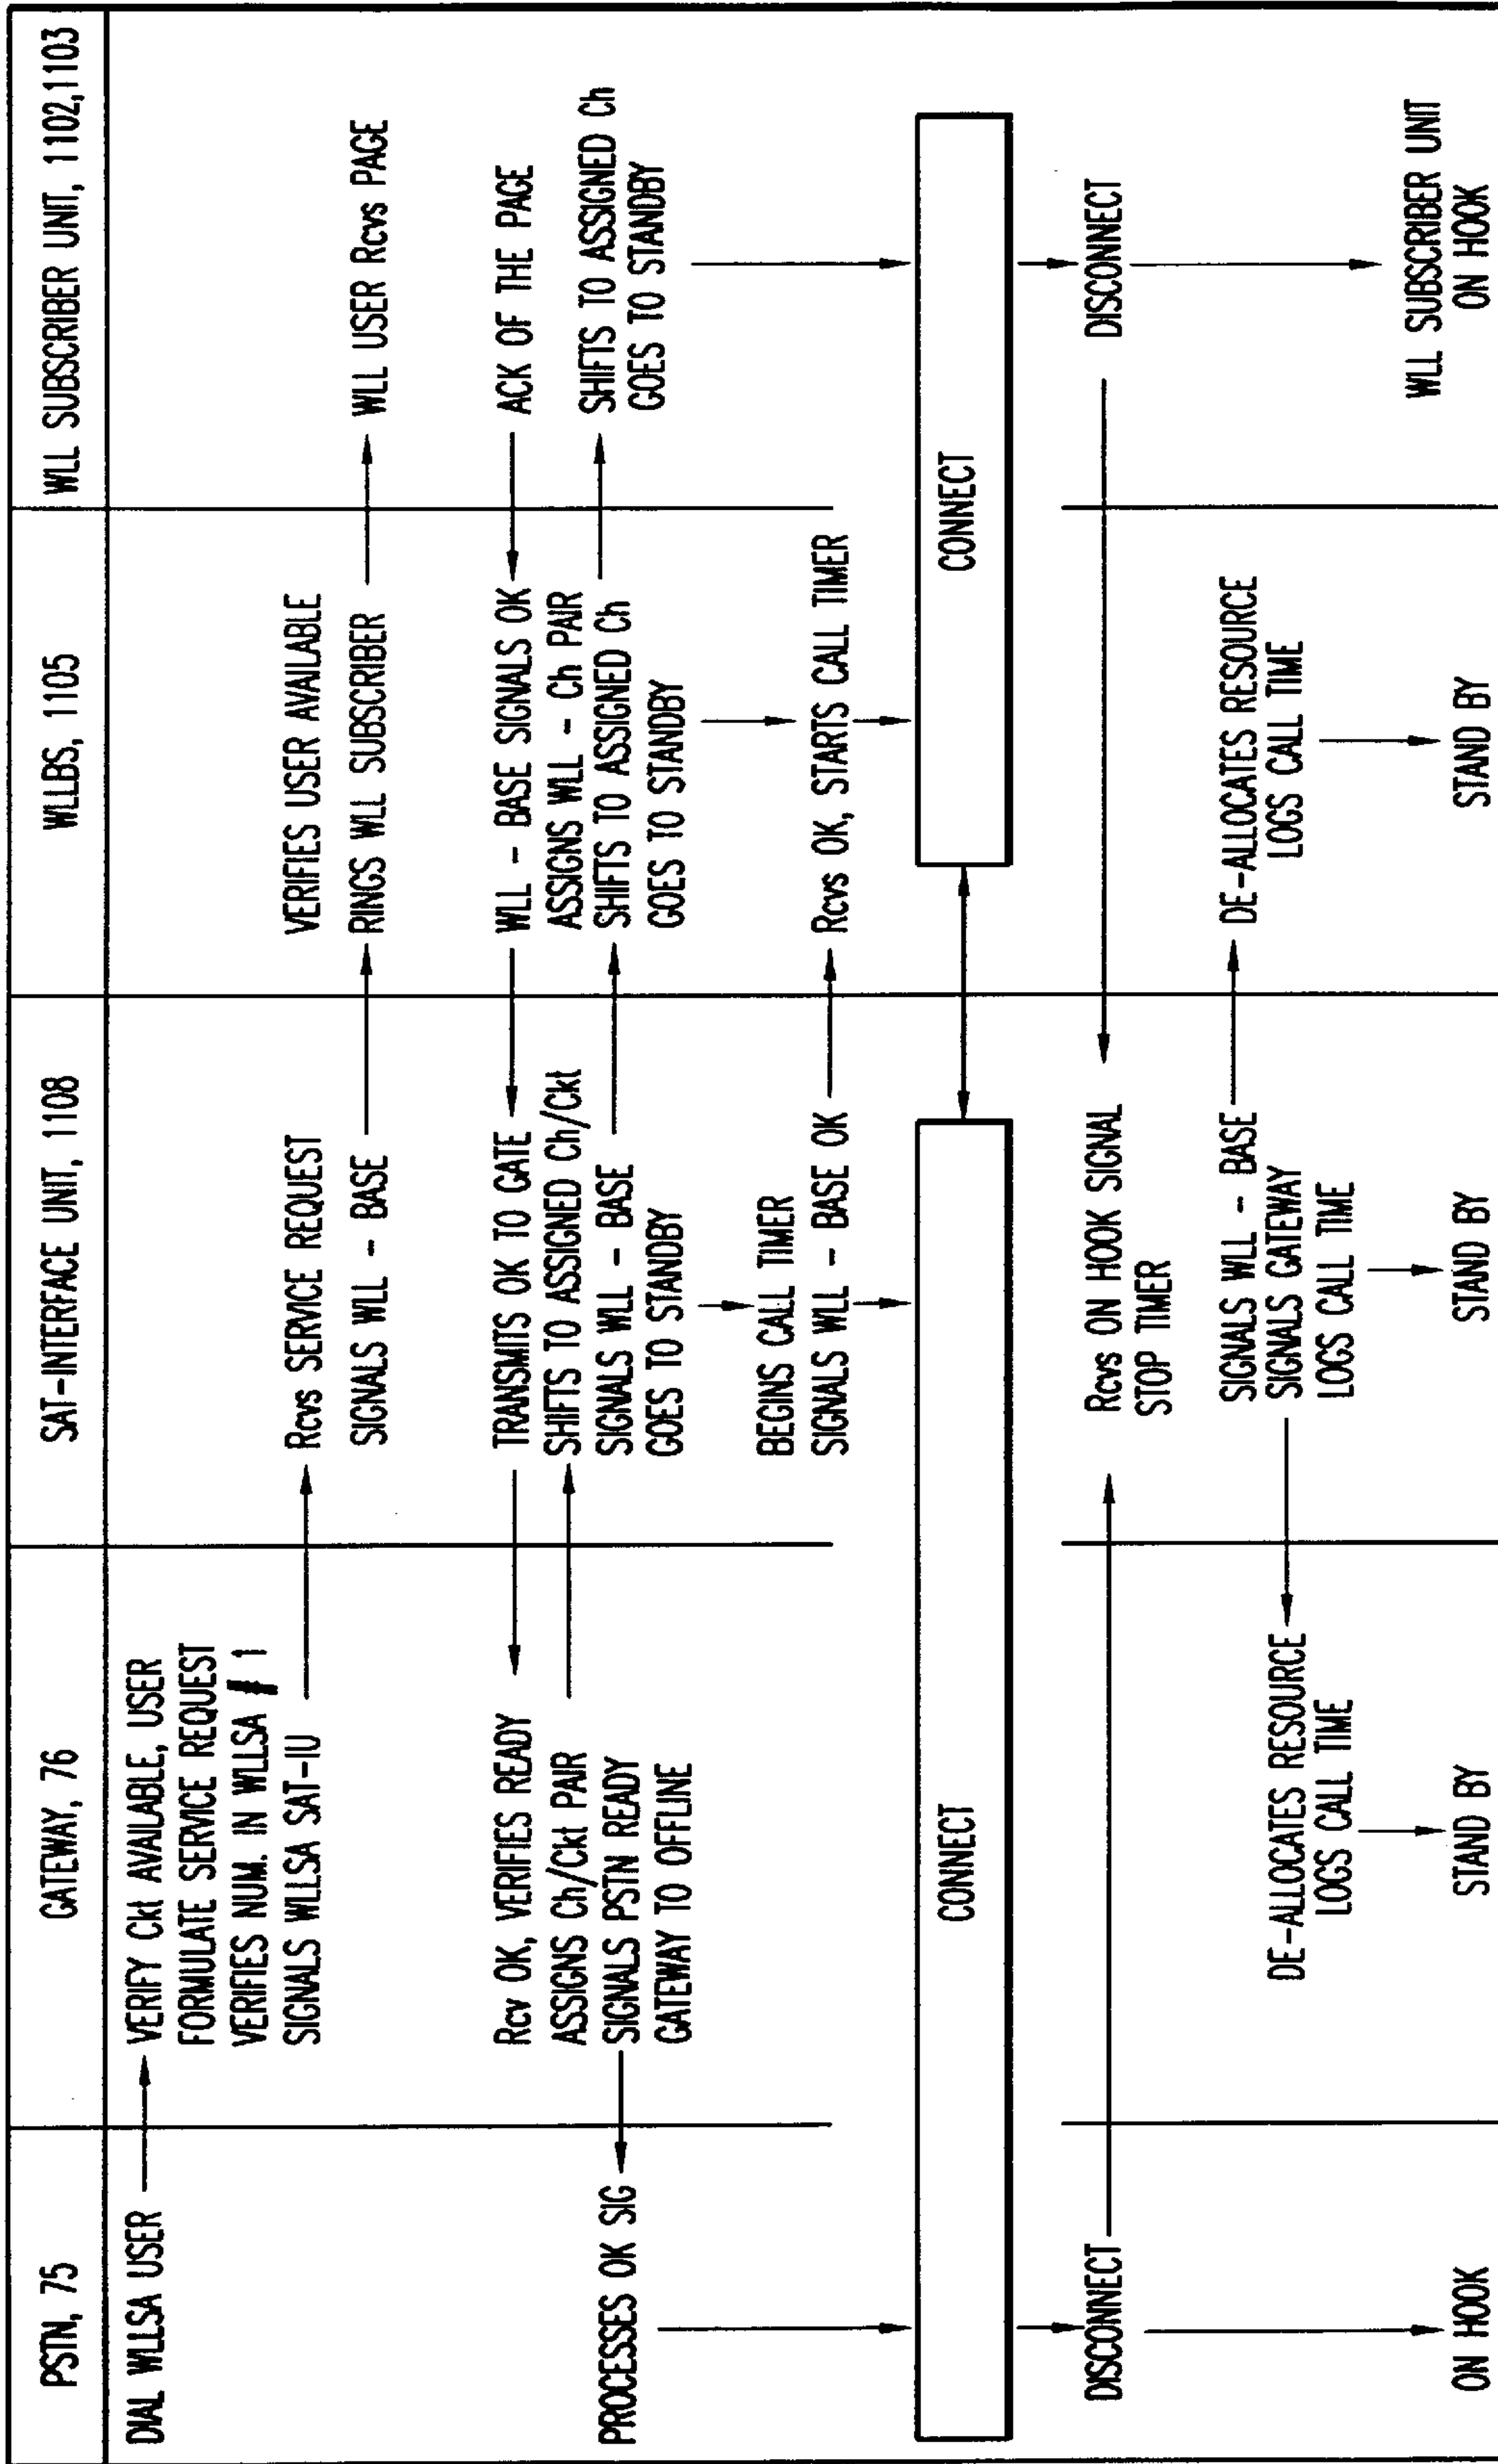 PSTN, 75
GATEWAY, 76
SAT-INTERFACE UNIT, 1108
WLLBS, 1105
WLL SUBSCRIBER UNIT, 1102,1103
DIAL WLLSA USER
VERIFY Ckt AVAILABLE, USER
FORMULATE SERVICE REQUEST
VERIFIES NUM. IN WLLSA # 1
SIGNALS WLLSA SAT-IU
Rcvs SERVICE REQUEST
SIGNALS WLL - BASE
VERIFIES USER AVAILABLE
RINGS WLL SUBSCRIBER
WLL USER Rcvs PAGE
ACK OF THE PAGE
WLL - BASE SIGNALS OK
ASSIGNS WLL - Ch PAIR
SHIFTS TO ASSIGNED Ch
GOES TO STANDBY
TRANSMITS OK TO GATE
SHIFTS TO ASSIGNED Ch/Ckt
SIGNALS WLL - BASE
GOES TO STANDBY
Rcv OK, VERIFIES READY
ASSIGNS Ch/Ckt PAIR
SIGNALS PSTN READY
GATEWAY TO OFFLINE
PROCESSES OK SIG
SHIFTS TO ASSIGNED Ch
GOES TO STANDBY
BEGINS CALL TIMER
SIGNALS WLL - BASE OK
Rcvs OK, STARTS CALL TIMER
CONNECT
CONNECT
DISCONNECT
Rcvs ON HOOK SIGNAL
STOP TIMER
DISCONNECT
SIGNALS WLL - BASE
SIGNALS GATEWAY
LOGS CALL TIME
DE-ALLOCATES RESOURCE
LOGS CALL TIME
DE-ALLOCATES RESOURCE
LOGS CALL TIME
ON HOOK
STAND BY
STAND BY
STAND BY
WLL SUBSCRIBER UNIT
ON HOOK